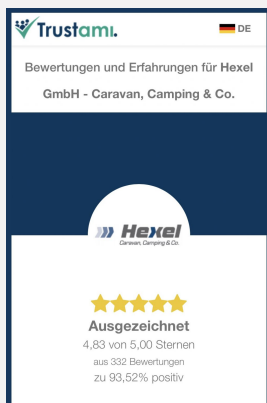 Trustami.
DE
Bewertungen und Erfahrungen für Hexel
GmbH - Caravan, Camping & Co.
Hexel
Caravan, Camping & Co.
Ausgezeichnet
4,83 von 5,00 Sternen
aus 332 Bewertungen
zu 93,52% positiv